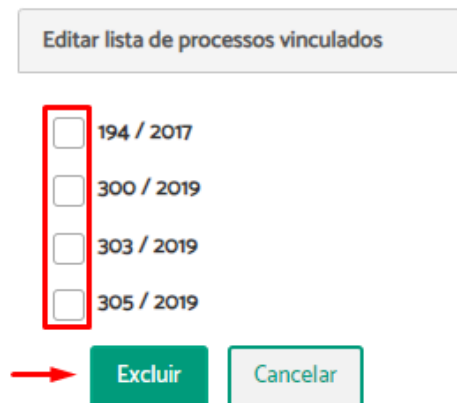 Editar lista de processos vinculados
194 / 2017
300 / 2019
303 / 2019
305 / 2019
Excluir Cancelar